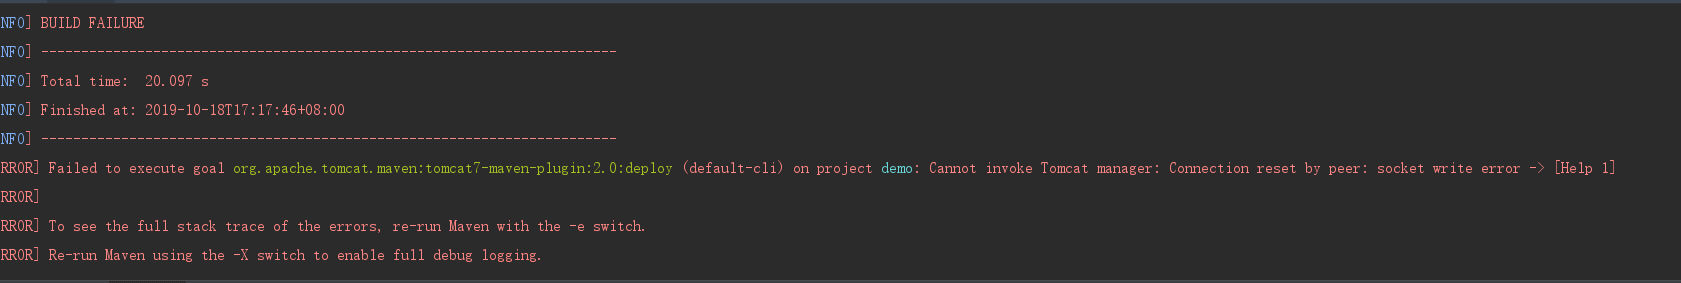 NFO] BUILD FAILURE
NFO] ------------------------------------------------------------------------
NFO] Total time:  20.097 s
NFO] Finished at: 2019-10-18T17:17:46+08:00
NFO] ------------------------------------------------------------------------
RROR] Failed to execute goal org.apache.tomcat.maven:tomcat7-maven-plugin:2.0:deploy (default-cli) on project demo: Cannot invoke Tomcat manager: Connection reset by peer: socket write error -> [Help 1]
RROR]
RROR] To see the full stack trace of the errors, re-run Maven with the -e switch.
RROR] Re-run Maven using the -X switch to enable full debug logging.